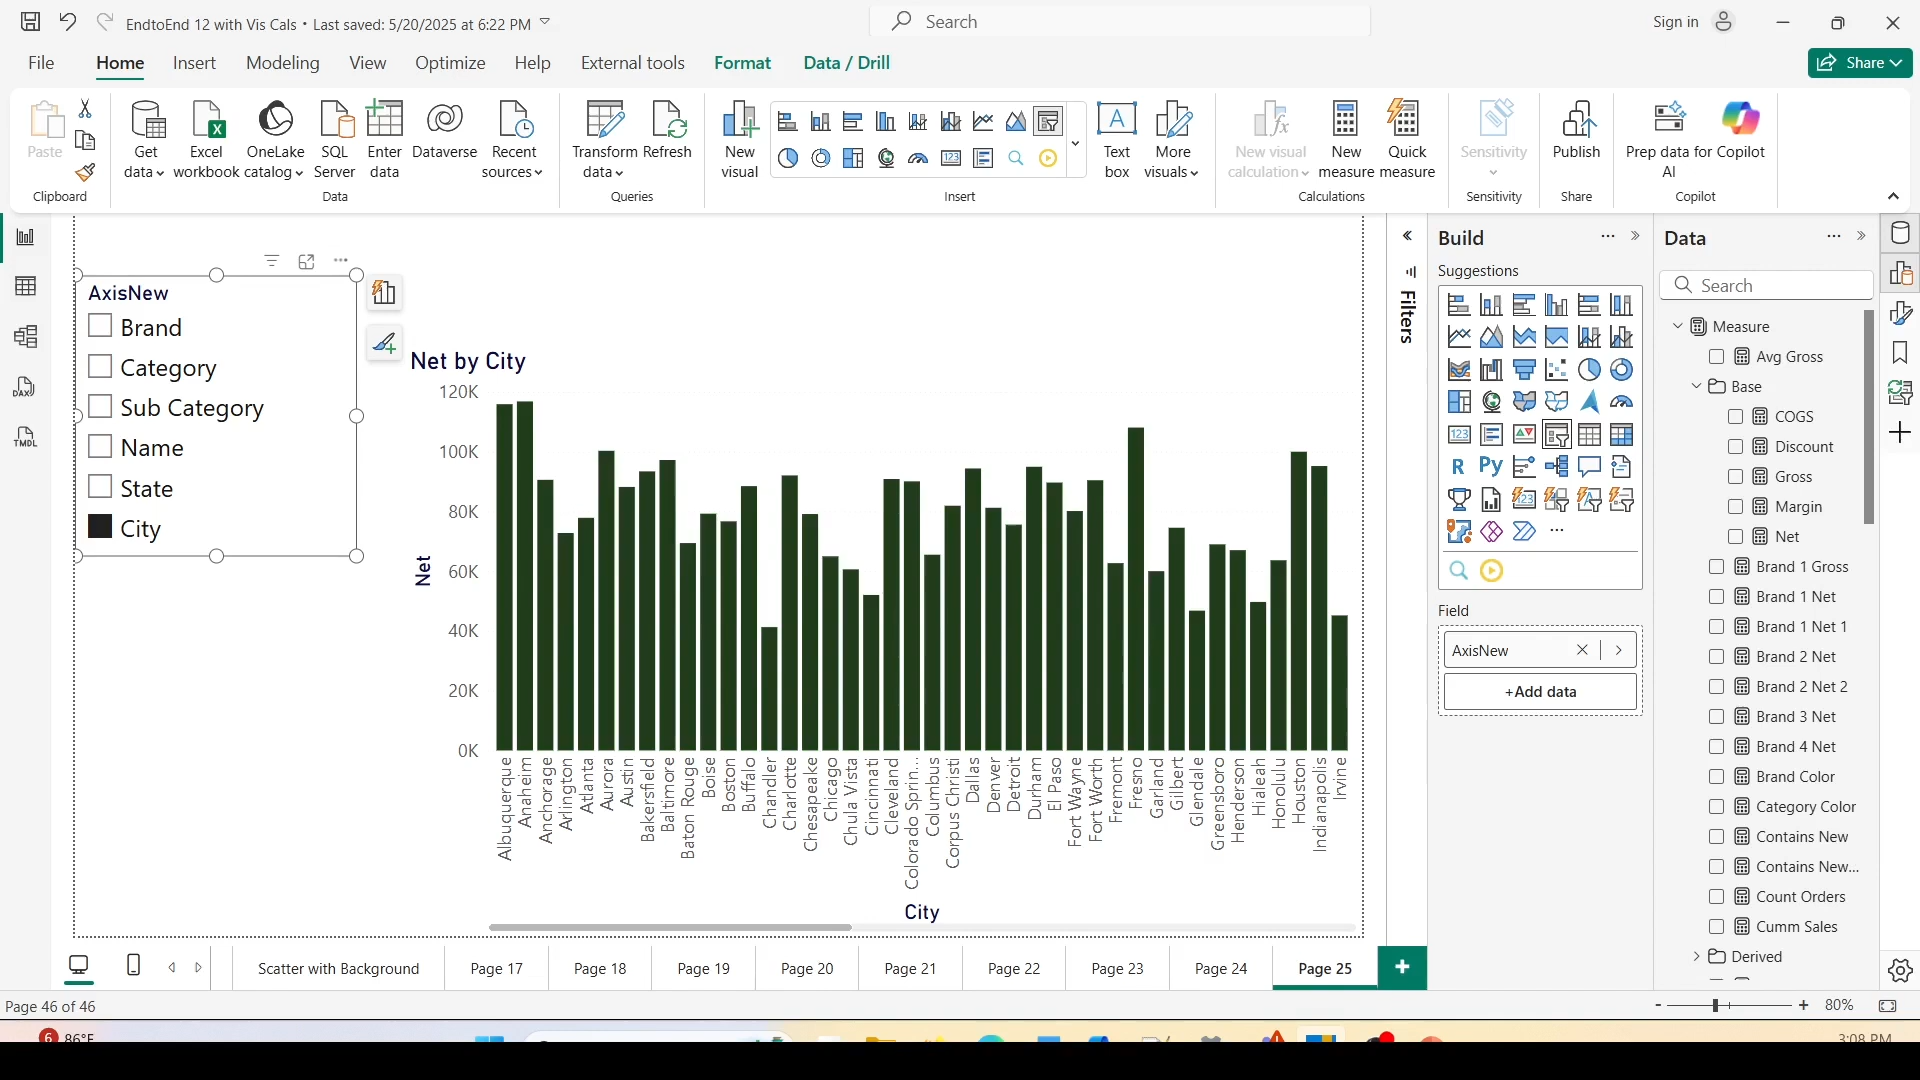 EndtoEnd 12 with Vis Cals • Last saved: 5/20/2025 at 6:22 PM
Search
Sign in
File
Home
Insert
Modeling
View
Optimize
Help
External tools
Format
Data / Drill
Share
Paste
Get data
Excel workbook
OneLake catalog
SQL Server
Enter data
Dataverse
Recent sources
Transform data
Refresh
New visual
123
A
Text box
More visuals
New visual calculation
New measure
Quick measure
Sensitivity
Publish
Prep data for AI
Copilot
Clipboard
Data
Queries
Insert
Calculations
Sensitivity
Share
Copilot
DAX
TMDL
AxisNew
Brand
Category
Sub Category
Name
State
City
Net by City
Net
120K
100K
80K
60K
40K
20K
0K
Albuquerque
Anaheim
Anchorage
Arlington
Atlanta
Aurora
Austin
Bakersfield
Baltimore
Baton Rouge
Boise
Boston
Buffalo
Chandler
Charlotte
Chesapeake
Chicago
Chula Vista
Cincinnati
Cleveland
Colorado Sprin...
Columbus
Corpus Christi
Dallas
Denver
Detroit
Durham
El Paso
Fort Wayne
Fort Worth
Fremont
Fresno
Garland
Gilbert
Glendale
Greensboro
Henderson
Hialeah
Honolulu
Houston
Indianapolis
Irvine
City
Filters
Build
Suggestions
123
R
Py
123
Field
AxisNew
+Add data
Data
Search
Measure
Avg Gross
Base
COGS
Discount
Gross
Margin
Net
Brand 1 Gross
Brand 1 Net
Brand 1 Net 1
Brand 2 Net
Brand 2 Net 2
Brand 3 Net
Brand 4 Net
Brand Color
Category Color
Contains New
Contains New...
Count Orders
Cumm Sales
Derived
Scatter with Background
Page 17
Page 18
Page 19
Page 20
Page 21
Page 22
Page 23
Page 24
Page 25
Page 46 of 46
80%
6
86°F
3:08 PM